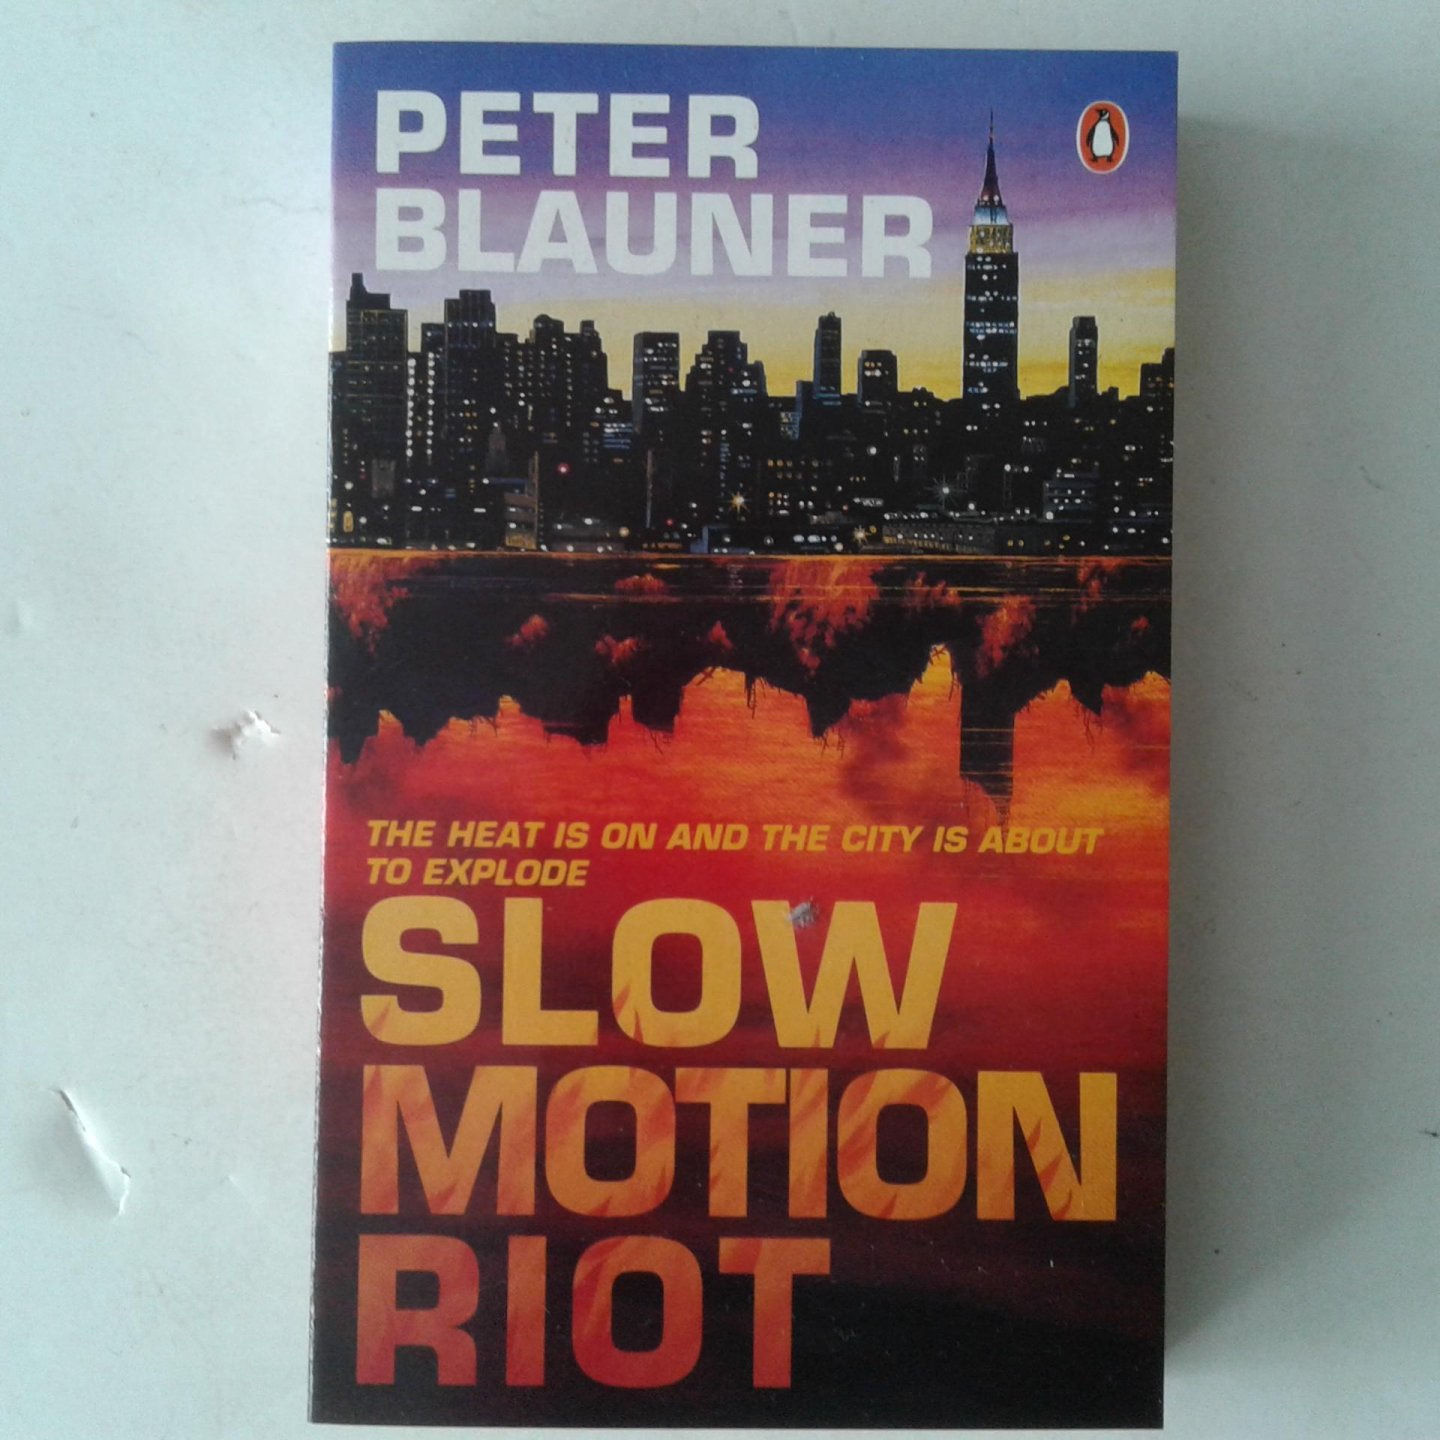 PETER
BLAUNER
THE HEAT IS ON AND THE CITY IS ABOUT
TO EXPLODE
SLOW
MOTION
RIOT